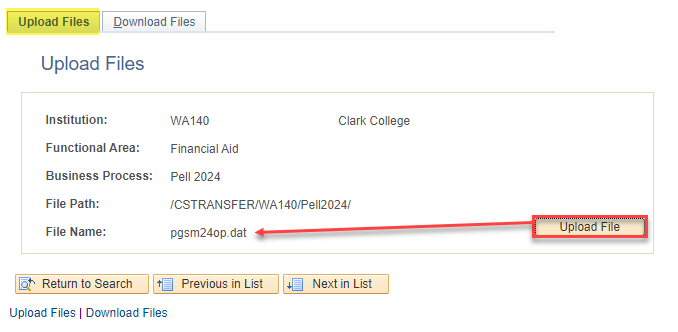 Upload Files Download Files
Upload Files
Institution: WA140 Clark College
Functional Area: Financial Aid
Business Process: Pell 2024
File Path: /CSTRANSFER/WA140/Pell2024/
File Name: pgsm24op.dat Upload File
Return to Search Previous in List Next in List
Upload Files | Download Files